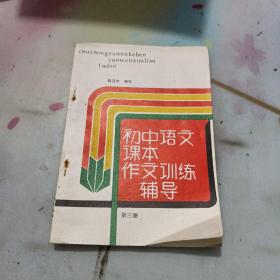 chuzhongyuwenkeben
zuowenxunlian
fudao
初中语文
课本
作文训练
辅导
第三册